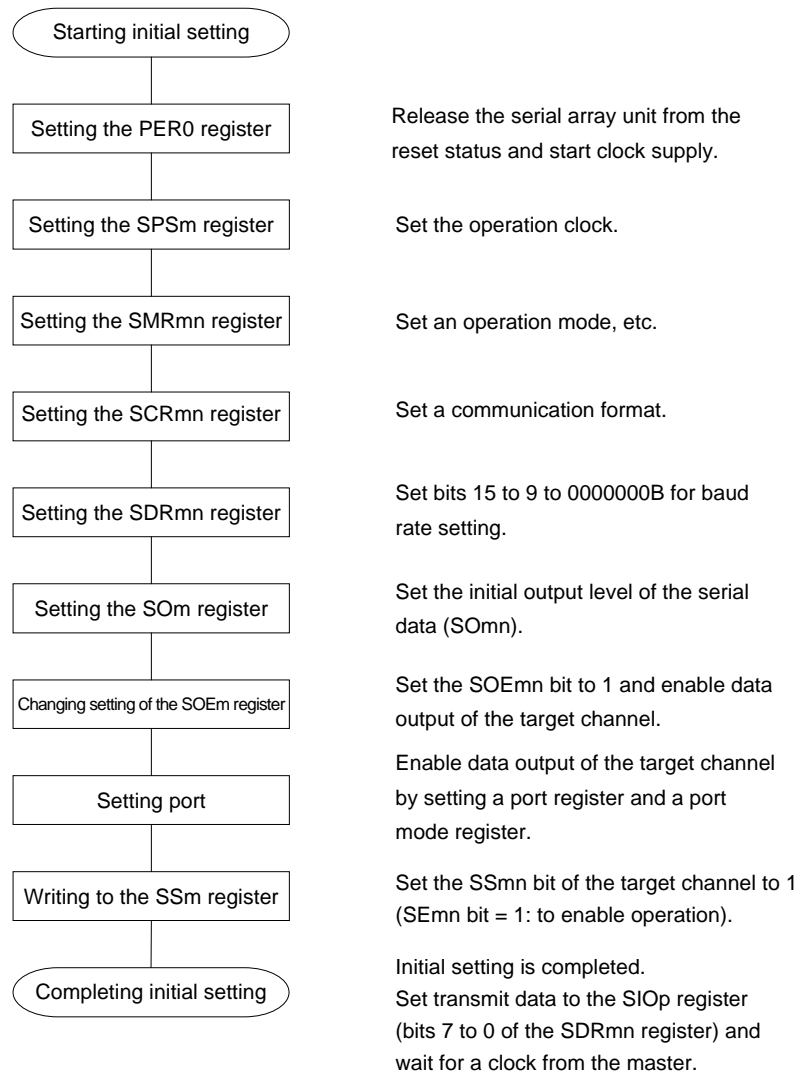 Starting initial setting
Setting the PER0 register
Release the serial array unit from the
reset status and start clock supply.
Setting the SPSm register
Set the operation clock.
Setting the SMRmn register
Set an operation mode, etc.
Setting the SCRmn register
Set a communication format.
Setting the SDRmn register
Set bits 15 to 9 to 0000000B for baud
rate setting.
Setting the SOm register
Set the initial output level of the serial
data (SOmn).
Changing setting of the SOEm register
Set the SOEmn bit to 1 and enable data
output of the target channel.
Setting port
Enable data output of the target channel
by setting a port register and a port
mode register.
Writing to the SSm register
Set the SSmn bit of the target channel to 1
(SEmn bit = 1: to enable operation).
Completing initial setting
Initial setting is completed.
Set transmit data to the SIOp register
(bits 7 to 0 of the SDRmn register) and
wait for a clock from the master.